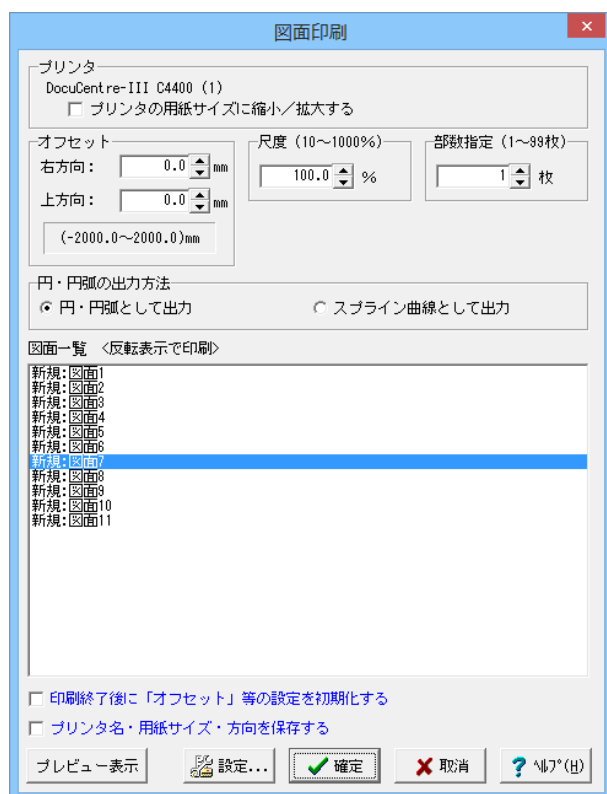 図面印刷
プリンタ
DocuCentre-III C4400 (1)
プリンタの用紙サイズに縮小／拡大する
オフセット
右方向： 0.0 mm
上方向： 0.0 mm
(-2000.0～2000.0)mm
尺度 (10～1000%)
100.0 %
部数指定 (1～99枚)
1 枚
円・円弧の出力方法
円・円弧として出力
スプライン曲線として出力
図面一覧 〈反転表示で印刷〉
新規:図面1
新規:図面2
新規:図面3
新規:図面4
新規:図面5
新規:図面6
新規:図面7
新規:図面8
新規:図面9
新規:図面10
新規:図面11
印刷終了後に「オフセット」等の設定を初期化する
プリンタ名・用紙サイズ・方向を保存する
プレビュー表示 設定... 確定 取消 ? ﾍﾙﾌﾟ(H)